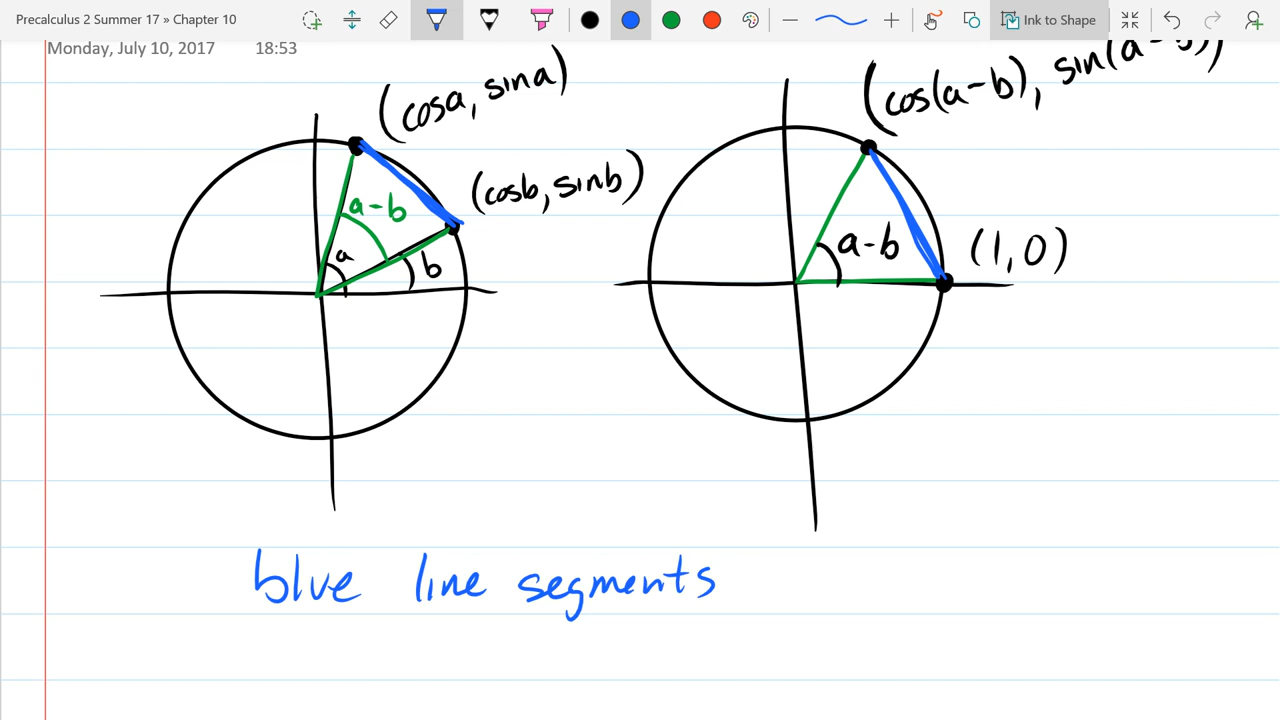 Precalculus 2 Summer 17 » Chapter 10
Ink to Shape
Monday, July 10, 2017 18:53
(cosa, sina)
(cosb, sinb)
a-b
a
b
(cos(a-b), sin(a-b))
a-b
(1,0)
blue line segments